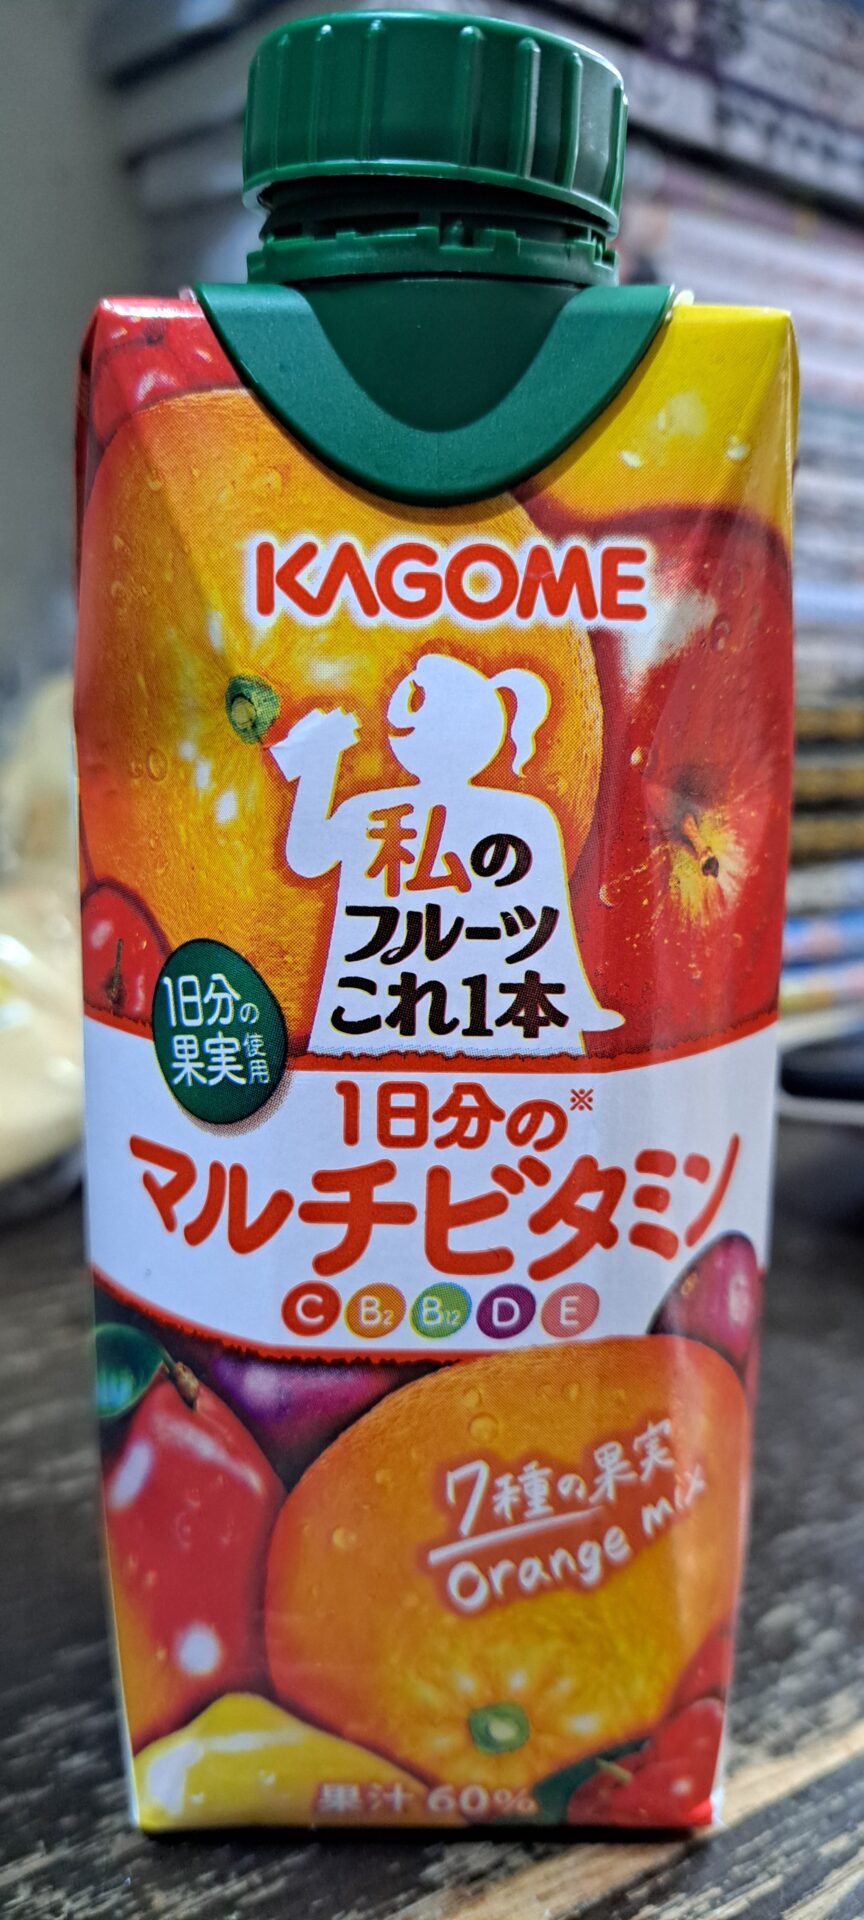 KAGOME
私の
フルーツ
これ1本
1日分の
果実使用
1日分の※
マルチビタミン
C B2 B12 D E
7種の果実
Orange mix
果汁60%